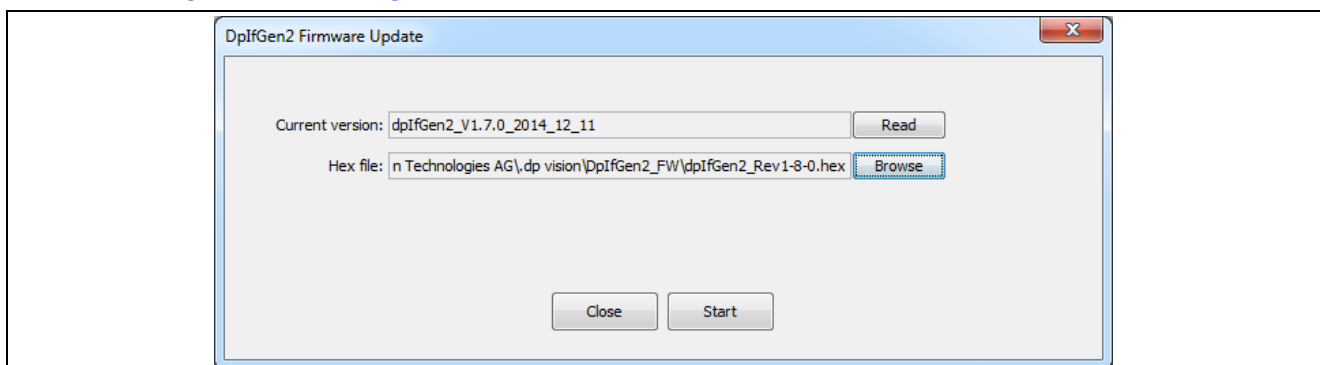 DpIfGen2 Firmware Update
Current version: dpIfGen2_V1.7.0_2014_12_11 Read
Hex file: n Technologies AG\.dp vision\DpIfGen2_FW\dpIfGen2_Rev1-8-0.hex Browse
Close Start